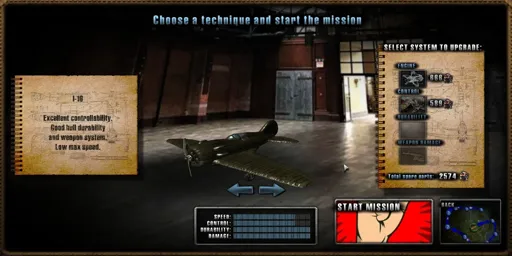 Choose a technique and start the mission
SELECT SYSTEM TO UPGRADE:
I-16
Excellent controllability.
Good hull durability
and weapon system.
Low max speed.
ENGINE
CONTROL
DURABILITY
WEAPON DAMAGE
Total spare parts: 2574
SPEED:
CONTROL:
DURABILITY:
DAMAGE:
START MISSION
BACK